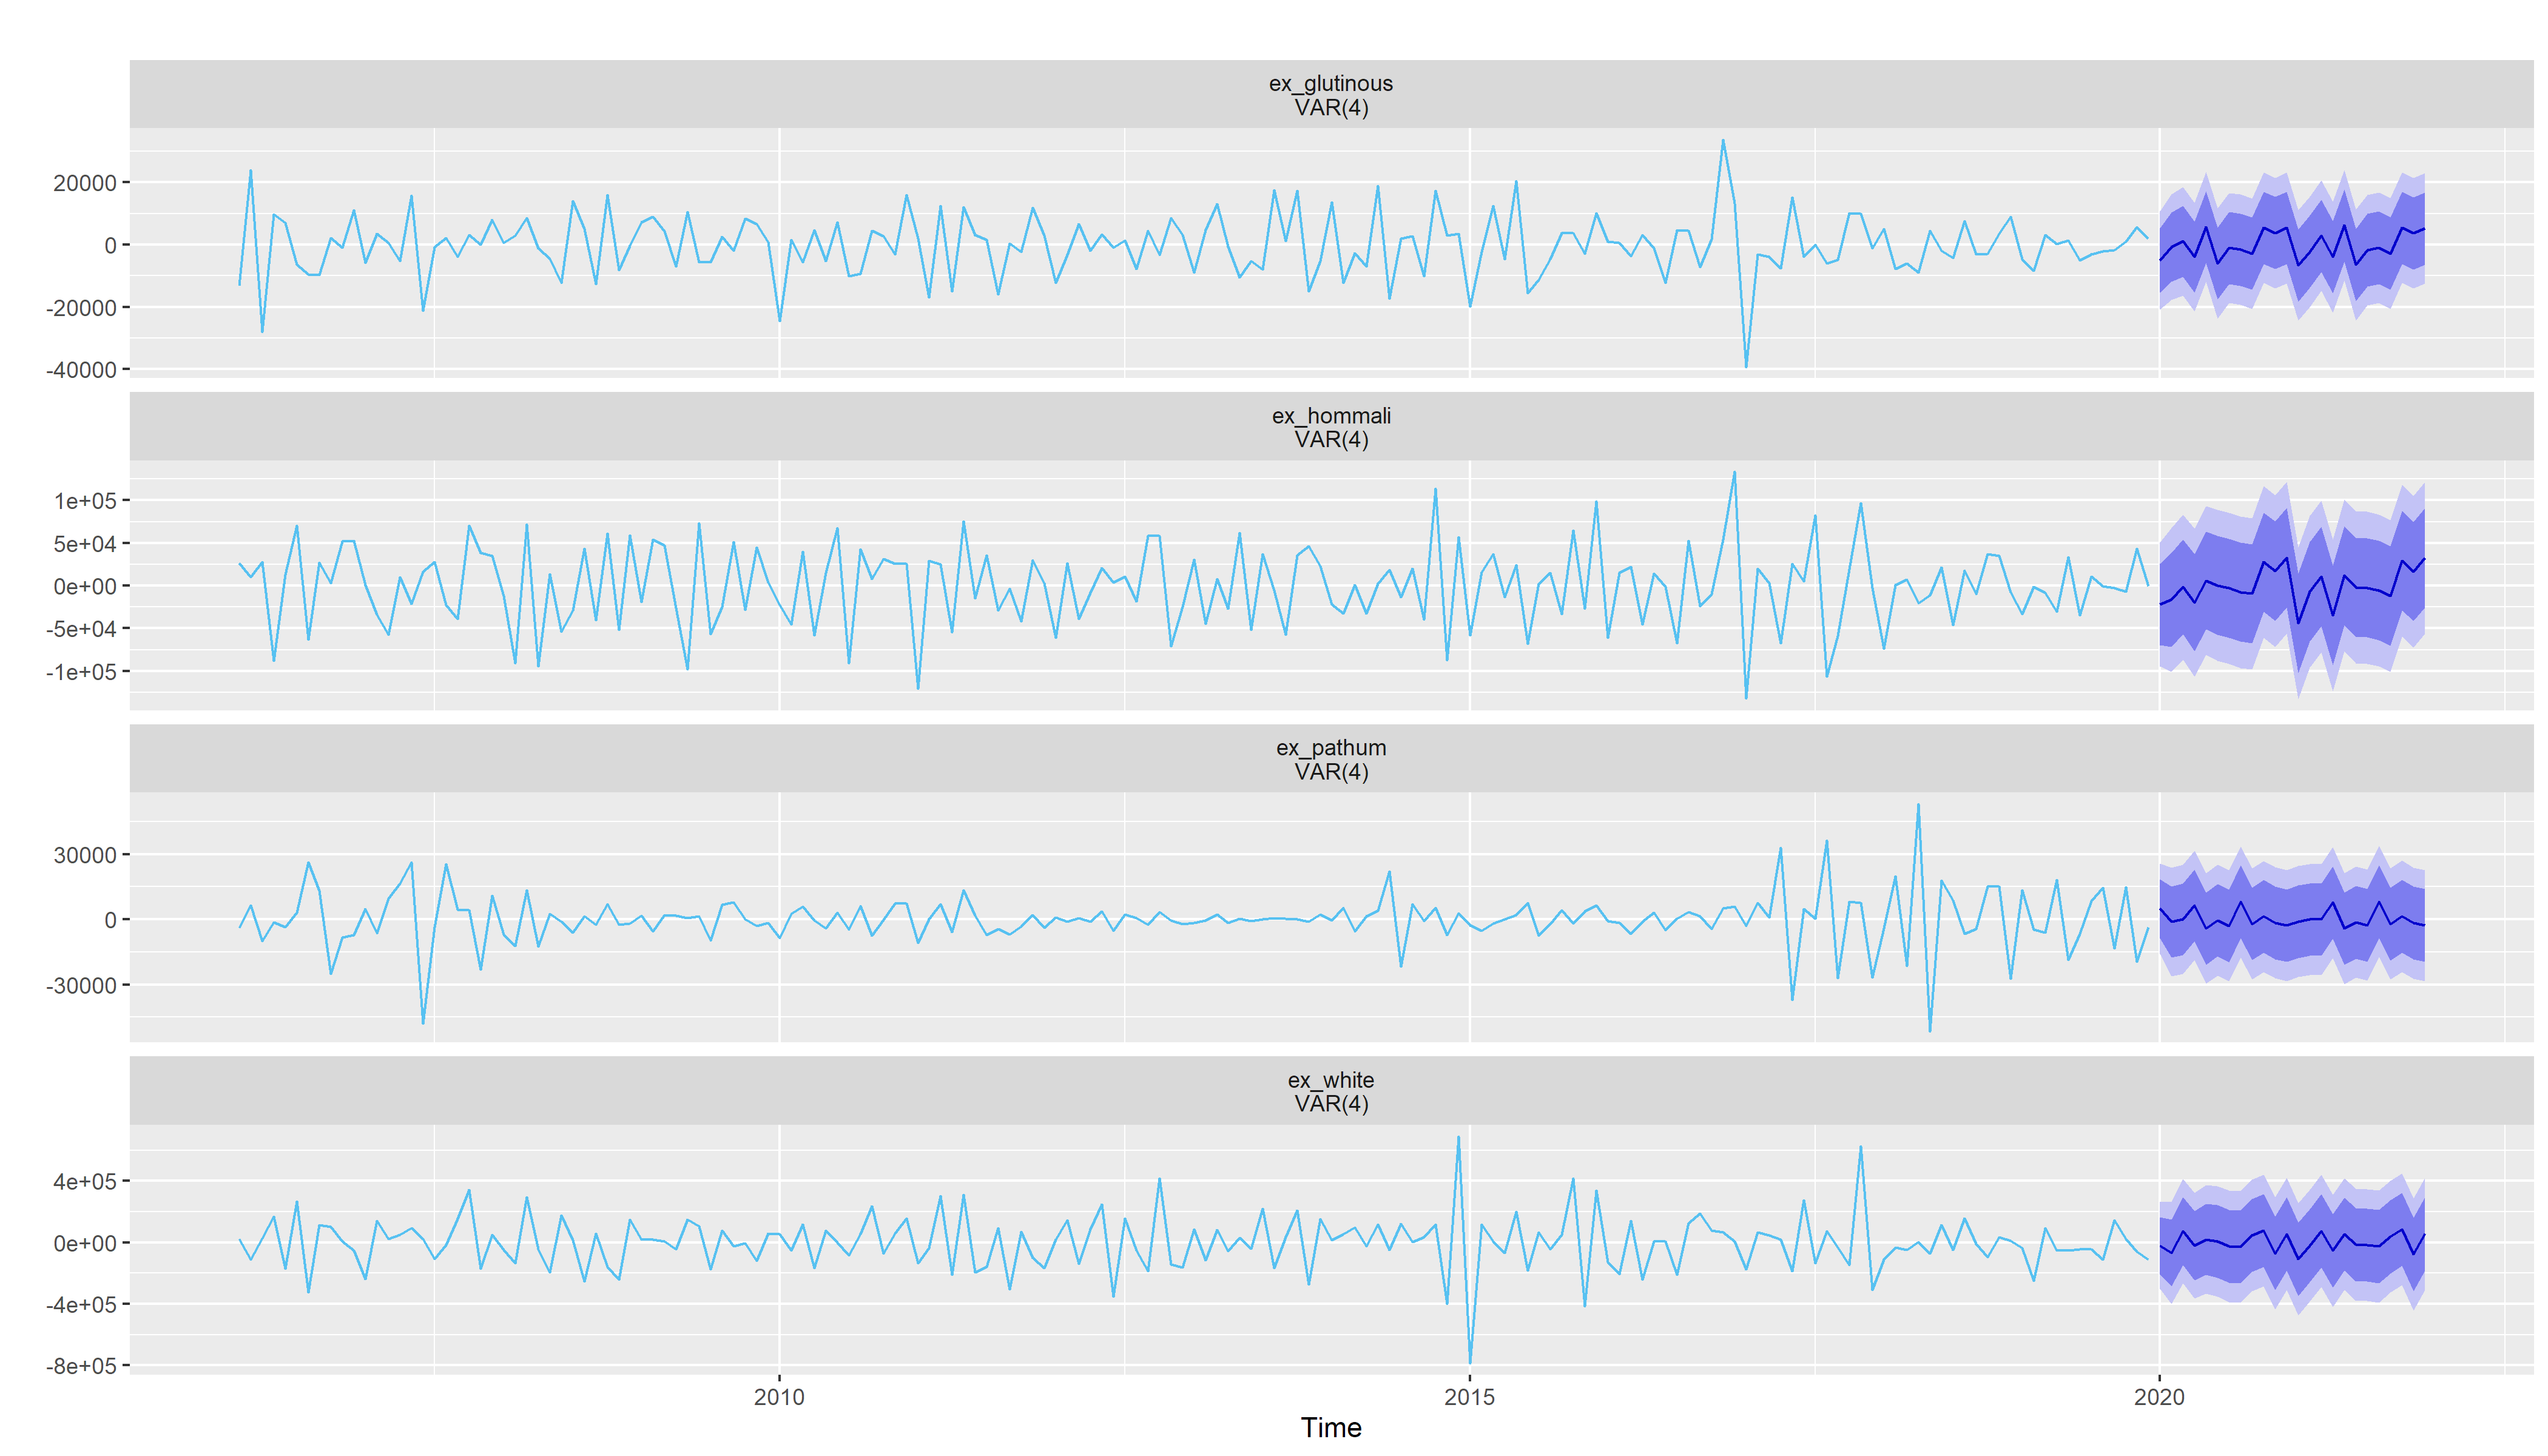 ex_glutinous
VAR(4)
20000
0
-20000
-40000
ex_hommali
VAR(4)
1e+05
5e+04
0e+00
-5e+04
-1e+05
ex_pathum
VAR(4)
30000
0
-30000
ex_white
VAR(4)
4e+05
0e+00
-4e+05
-8e+05
2010 2015 2020
Time